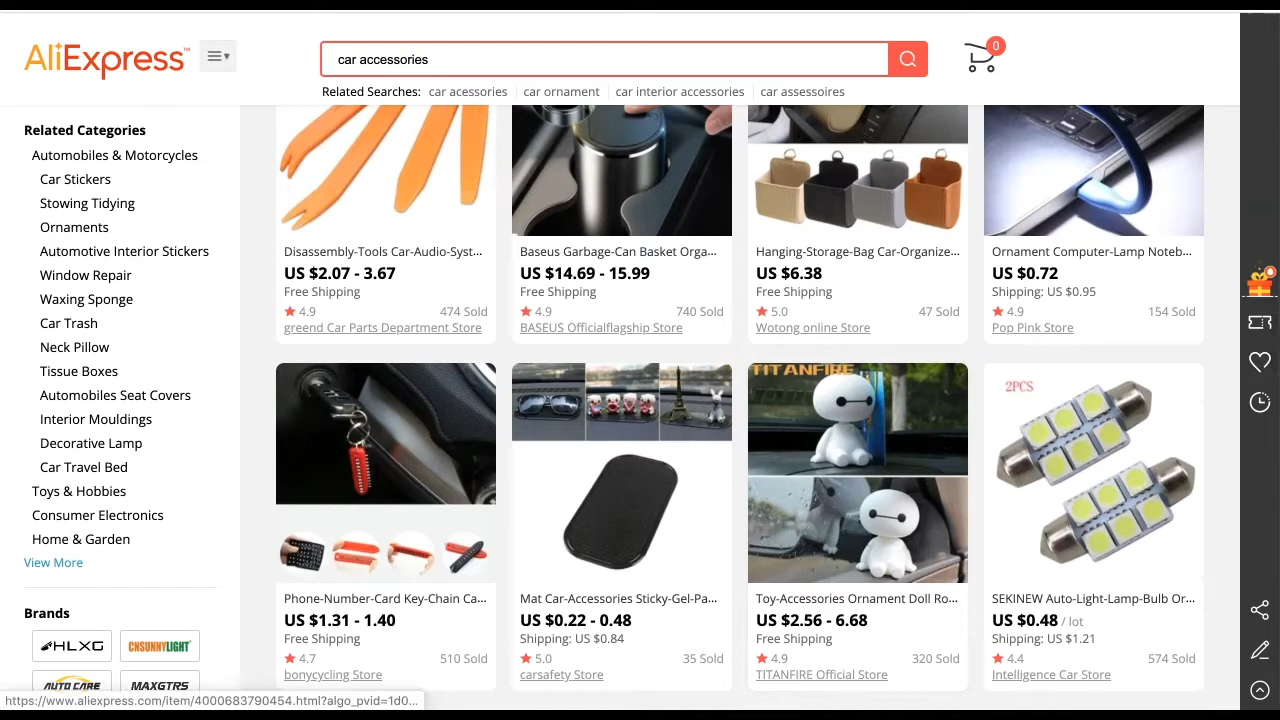 AliExpress™
car accessories
0
Related Searches: car acessories car ornament car interior accessories car assessoires
Related Categories
Automobiles & Motorcycles
Car Stickers
Stowing Tidying
Ornaments
Automotive Interior Stickers
Window Repair
Waxing Sponge
Car Trash
Neck Pillow
Tissue Boxes
Automobiles Seat Covers
Interior Mouldings
Decorative Lamp
Car Travel Bed
Toys & Hobbies
Consumer Electronics
Home & Garden
View More
Brands
HLXG
CNSUNNYLIGHT
AUTO CARE
MAXGTRS
Disassembly-Tools Car-Audio-Syst...
US $2.07 - 3.67
Free Shipping
4.9 474 Sold
greend Car Parts Department Store
Baseus Garbage-Can Basket Orga...
US $14.69 - 15.99
Free Shipping
4.9 740 Sold
BASEUS Officialflagship Store
Hanging-Storage-Bag Car-Organize...
US $6.38
Free Shipping
5.0 47 Sold
Wotong online Store
Ornament Computer-Lamp Noteb...
US $0.72
Shipping: US $0.95
4.9 154 Sold
Pop Pink Store
Phone-Number-Card Key-Chain Ca...
US $1.31 - 1.40
Free Shipping
4.7 510 Sold
bonycycling Store
Mat Car-Accessories Sticky-Gel-Pa...
US $0.22 - 0.48
Shipping: US $0.84
5.0 35 Sold
carsafety Store
TITANFIRE
Toy-Accessories Ornament Doll Ro...
US $2.56 - 6.68
Free Shipping
4.9 320 Sold
TITANFIRE Official Store
2PCS
SEKINEW Auto-Light-Lamp-Bulb Or...
US $0.48 / lot
Shipping: US $1.21
4.4 574 Sold
Intelligence Car Store
https://www.aliexpress.com/item/4000683790454.html?algo_pvid=1d0...